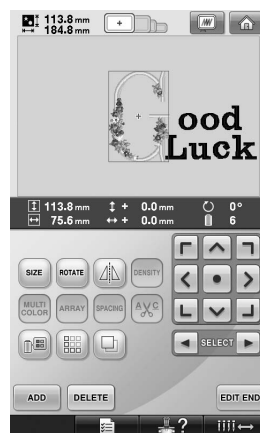 113.8 mm
184.8 mm
G
ood
Luck
113.8 mm + 0.0 mm 0°
75.6 mm + 0.0 mm 6
SIZE ROTATE DENSITY
MULTI COLOR ARRAY SPACING A C
SELECT
ADD DELETE EDIT END
?